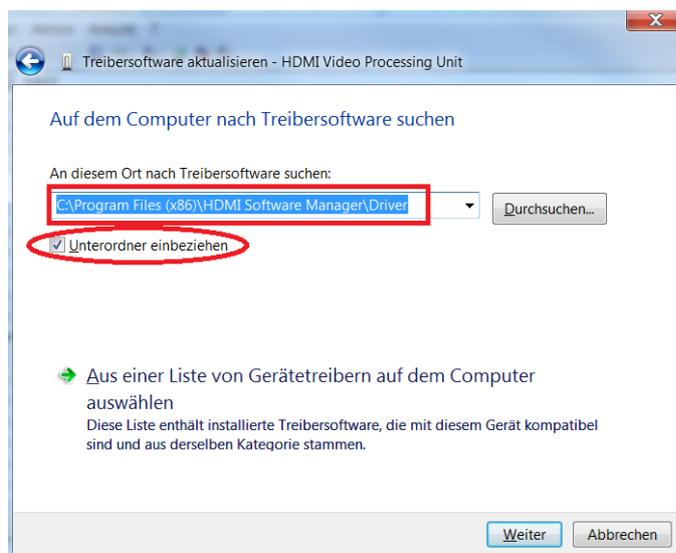 Treibersoftware aktualisieren - HDMI Video Processing Unit
Auf dem Computer nach Treibersoftware suchen
An diesem Ort nach Treibersoftware suchen:
C:\Program Files (x86)\HDMI Software Manager\Driver
Durchsuchen...
Unterordner einbeziehen
Aus einer Liste von Gerätetreibern auf dem Computer
auswählen
Diese Liste enthält installierte Treibersoftware, die mit diesem Gerät kompatibel
sind und aus derselben Kategorie stammen.
Weiter
Abbrechen